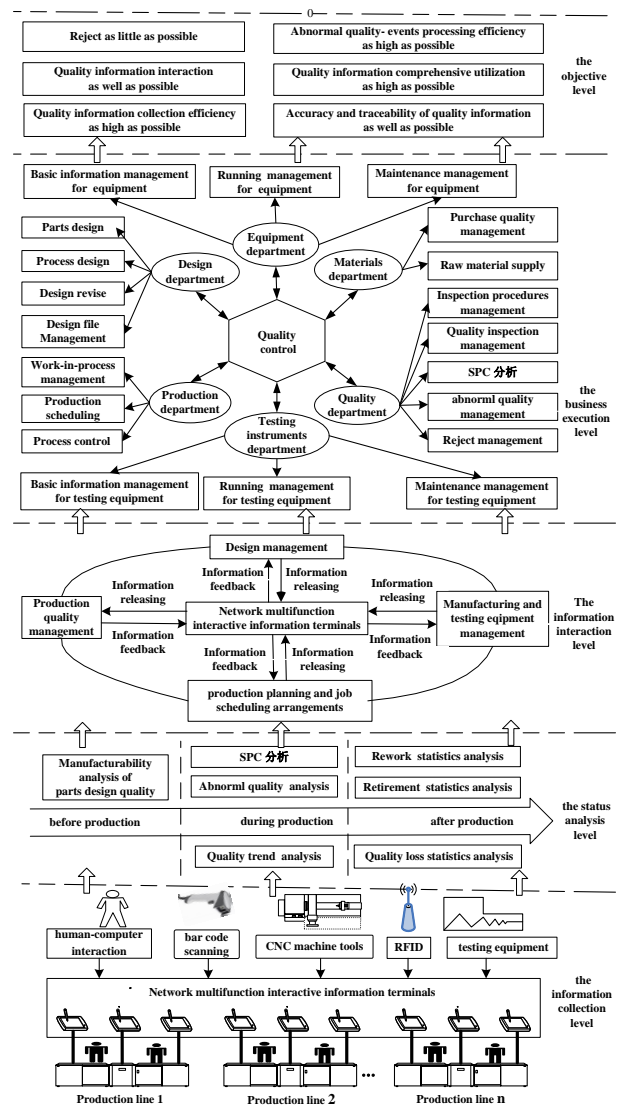 0
Reject as little as possible
Abnormal quality- events processing efficiency
as high as possible
Quality information interaction
as well as possible
Quality information comprehensive utilization
as high as possible
the
objective
level
Quality information collection efficiency
as high as possible
Accuracy and traceability of quality information
as well as possible
Basic information management
for equipment
Running management
for equipment
Maintenance management
for equipment
Parts design
Process design
Design revise
Design file
Management
Design
department
Equipment
department
Materials
department
Purchase quality
management
Raw material supply
Inspection procedures
management
Quality inspection
management
SPC 分析
abnorml quality
management
Reject management
Quality
control
Work-in-process
management
Production
scheduling
Process control
Production
department
Testing
instruments
department
Quality
department
the
business
execution
level
Basic information management
for testing equipment
Running management
for testing equipment
Maintenance management
for testing equipment
Design management
Information
releasing
Information
feedback
Information
releasing
Information
releasing
Production
quality
management
Network multifunction
interactive information terminals
Manufacturing and
testing eqipment
management
Information
feedback
Information
feedback
Information
releasing
Information
feedback
production planning and job
scheduling arrangements
The
information
interaction
level
Manufacturability
analysis of
parts design quality
SPC 分析
Abnorml quality analysis
Rework statistics analysis
Retirement statistics analysis
before production
during production
after production
the status
analysis
level
Quality trend analysis
Quality loss statistics analysis
human-computer
interaction
bar code
scanning
CNC machine tools
RFID
testing equipment
Network multifunction interactive information terminals
the
information
collection
level
...
Production line 1
Production line 2
Production line n